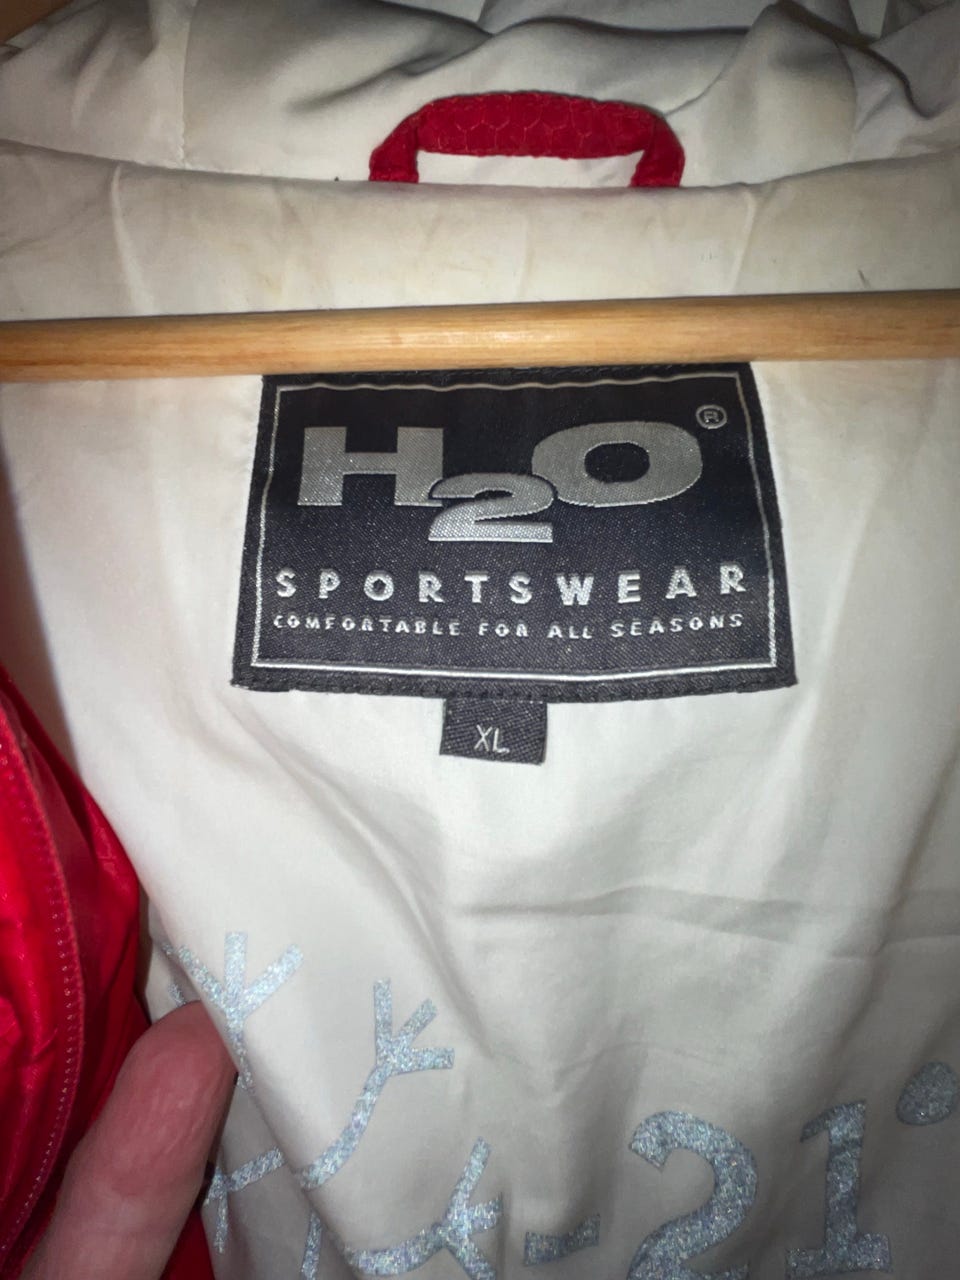 H2O®
SPORTSWEAR
COMFORTABLE FOR ALL SEASONS
XL
-21°